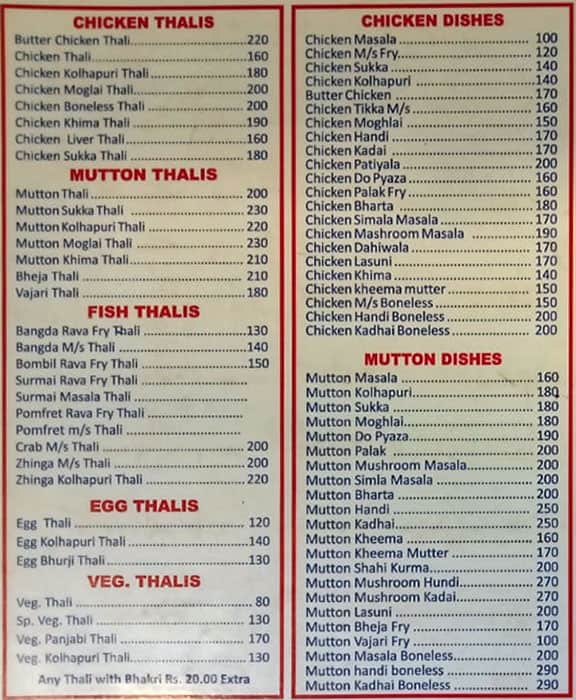 CHICKEN THALIS
Butter Chicken Thali 220
Chicken Thali 160
Chicken Kolhapuri Thali 180
Chicken Moglai Thali 200
Chicken Boneless Thali 200
Chicken Khima Thali 190
Chicken Liver Thali 160
Chicken Sukka Thali 180
MUTTON THALIS
Mutton Thali 200
Mutton Sukka Thali 230
Mutton Kolhapuri Thali 220
Mutton Moglai Thali 230
Mutton Khima Thali 210
Bheja Thali 210
Vajari Thali 180
FISH THALIS
Bangda Rava Fry Thali 130
Bangda M/s Thali 140
Bombil Rava Fry Thali 150
Surmai Rava Fry Thali
Surmai Masala Thali
Pomfret Rava Fry Thali
Pomfret m/s Thali
Crab M/s Thali 200
Zhinga M/s Thali 200
Zhinga Kolhapuri Thali 220
EGG THALIS
Egg Thali 120
Egg Kolhapuri Thali 140
Egg Bhurji Thali 130
VEG. THALIS
Veg. Thali 80
Sp. Veg. Thali 130
Veg. Panjabi Thali 170
Veg. Kolhapuri Thali 130
Any Thali with Bhakri Rs. 20.00 Extra
CHICKEN DISHES
Chicken Masala 100
Chicken M/s Fry 120
Chicken Sukka 140
Chicken Kolhapuri 140
Butter Chicken 170
Chicken Tikka M/s 160
Chicken Moghlai 150
Chicken Handi 170
Chicken Kadai 170
Chicken Patiyala 200
Chicken Do Pyaza 160
Chicken Palak Fry 160
Chicken Bharta 180
Chicken Simala Masala 170
Chicken Mashroom Masala 190
Chicken Dahiwala 170
Chicken Lasuni 170
Chicken Khima 140
Chicken kheema mutter 150
Chicken M/s Boneless 150
Chicken Handi Boneless 200
Chicken Kadhai Boneless 200
MUTTON DISHES
Mutton Masala 160
Mutton Kolhapuri 180
Mutton Sukka 180
Mutton Moghlai 180
Mutton Do Pyaza 190
Mutton Palak 200
Mutton Mushroom Masala 200
Mutton Simla Masala 200
Mutton Bharta 200
Mutton Handi 250
Mutton Kadhai 250
Mutton Kheema 160
Mutton Kheema Mutter 170
Mutton Shahi Kurma 200
Mutton Mushroom Hundi 270
Mutton Mushroom Kadai 270
Mutton Lasuni 200
Mutton Bheja Fry 170
Mutton Vajari Fry 100
Mutton Masala Boneless 200
Mutton handi boneless 290
Mutton Kadhai Boneless 290